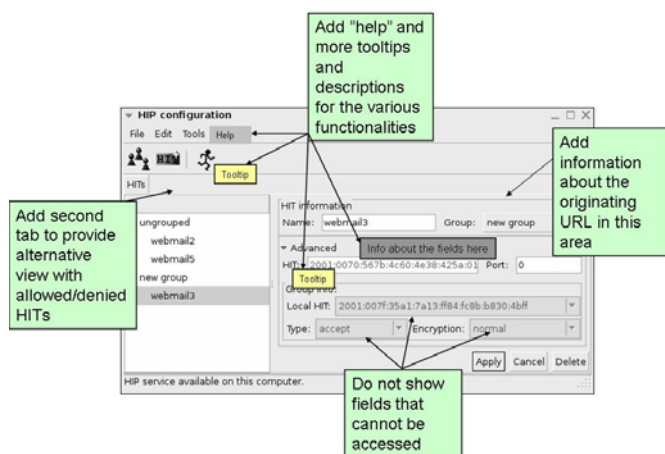 Add "help" and
more tooltips
and
descriptions
for the various
functionalities
HIP configuration
File Edit Tools Help
HIT
Tooltip
HITs
Add
information
about the
originating
URL in this
area
Add second
tab to provide
alternative
view with
allowed/denied
HITs
ungrouped
webmail2
webmail5
new group
webmail3
HIT information
Name: webmail3 Group: new group
Advanced
Info about the fields here
HIT: 2001:0070:567b:4c60:4e38:425a:01 Port: 0
Tooltip
Group info:
Local HIT: 2001:007f:35a1:7a13:ff84:fc8b:b830:4bff
Type: accept Encryption: normal
Apply Cancel Delete
HIP service available on this computer.
Do not show
fields that
cannot be
accessed